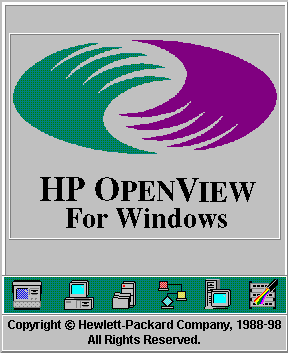 HP OPENVIEW
For Windows
Copyright © Hewlett-Packard Company, 1988-98
All Rights Reserved.